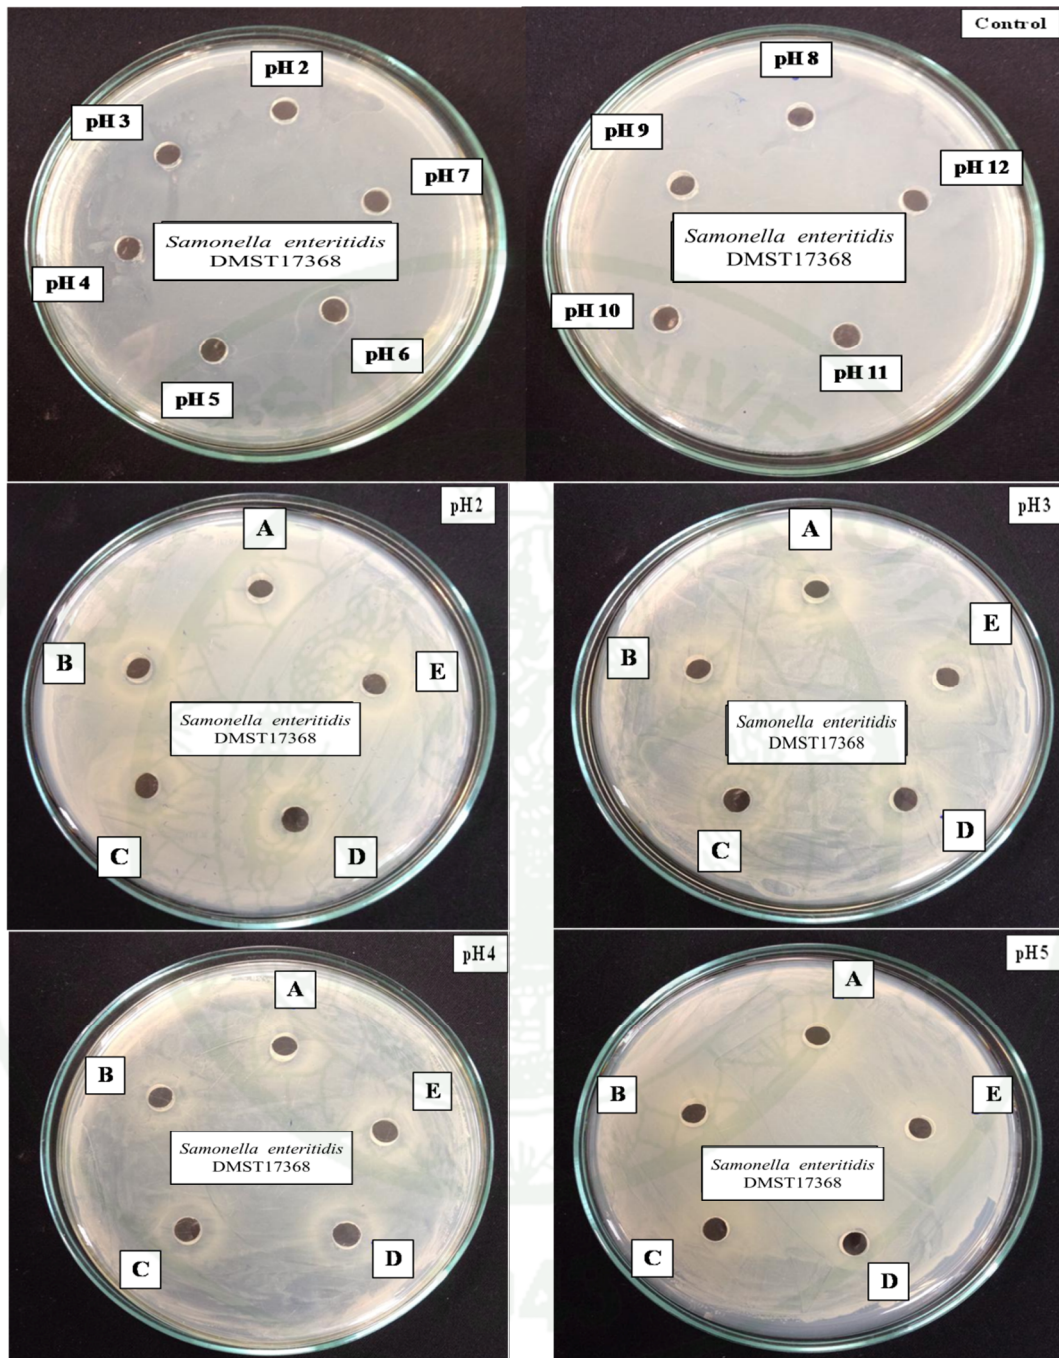 Control
pH 2
pH 3
pH 7
Samonella enteritidis
DMST17368
pH 4
pH 6
pH 5
pH 8
pH 9
pH 12
Samonella enteritidis
DMST17368
pH 10
pH 11
pH2
A
B
E
Samonella enteritidis
DMST17368
C
D
pH3
A
E
B
Samonella enteritidis
DMST17368
C
D
pH4
A
B
E
Samonella enteritidis
DMST17368
C
D
pH5
A
B
E
Samonella enteritidis
DMST17368
C
D